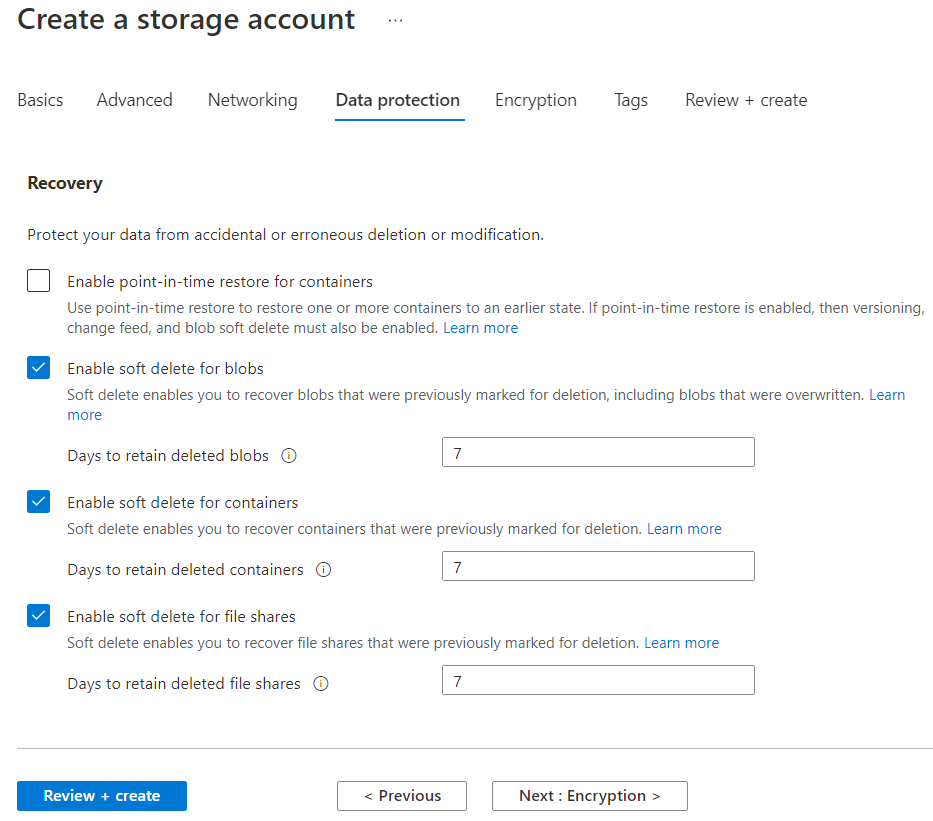 Create a storage account ...
Basics Advanced Networking Data protection Encryption Tags Review + create
Recovery
Protect your data from accidental or erroneous deletion or modification.
Enable point-in-time restore for containers
Use point-in-time restore to restore one or more containers to an earlier state. If point-in-time restore is enabled, then versioning,
change feed, and blob soft delete must also be enabled. Learn more
Enable soft delete for blobs
Soft delete enables you to recover blobs that were previously marked for deletion, including blobs that were overwritten. Learn
more
Days to retain deleted blobs 7
Enable soft delete for containers
Soft delete enables you to recover containers that were previously marked for deletion. Learn more
Days to retain deleted containers 7
Enable soft delete for file shares
Soft delete enables you to recover file shares that were previously marked for deletion. Learn more
Days to retain deleted file shares 7
Review + create < Previous Next : Encryption >